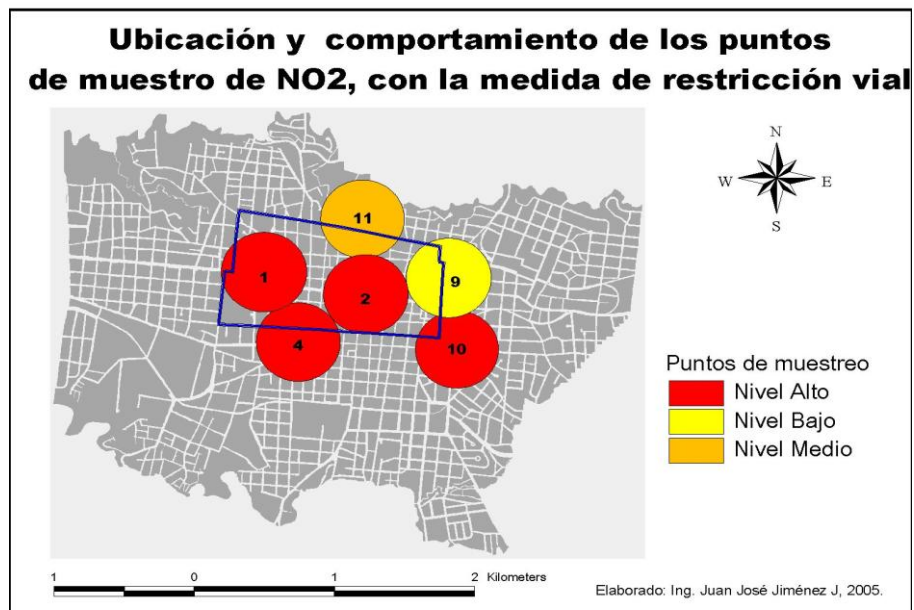 Ubicación y comportamiento de los puntos
de muestro de NO2, con la medida de restricción vial
N
W
E
S
11
1
2
9
4
10
Puntos de muestreo
Nivel Alto
Nivel Bajo
Nivel Medio
1 0 1 2 Kilometers
Elaborado: Ing. Juan José Jiménez J, 2005.